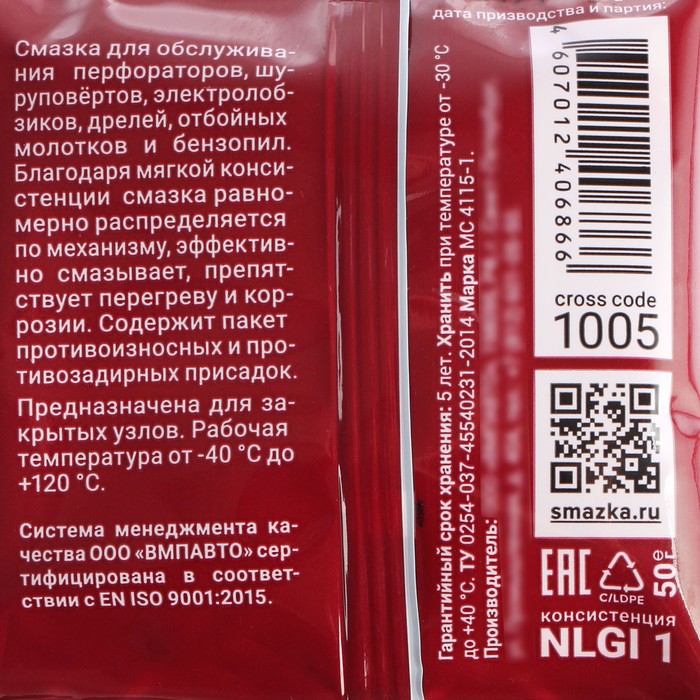 Смазка для обслужива-
ния перфораторов, шу-
руповёртов, электролоб-
зиков, дрелей, отбойных
молотков и бензопил.
Благодаря мягкой конси-
стенции смазка равно-
мерно распределяется
по механизму, эффектив-
но смазывает, препят-
ствует перегреву и кор-
розии. Содержит пакет
противоизносных и про-
тивозадирных присадок.
Предназначена для за-
крытых узлов. Рабочая
температура от -40 °C до
+120 °C.
Система менеджмента ка-
чества ООО «ВМПАВТО» сер-
тифицирована в соответ-
ствии с EN ISO 9001:2015.
Гарантийный срок хранения: 5 лет. Хранить при температуре от -30 °C
до +40 °C. ТУ 0254-037-45540231-2014 Марка МС 4115-1.
Производитель:
дата призводства и партия:
4 607012 406866
cross code
1005
smazka.ru
EAC
C/LDPE
50г e
консистенция
NLGI 1